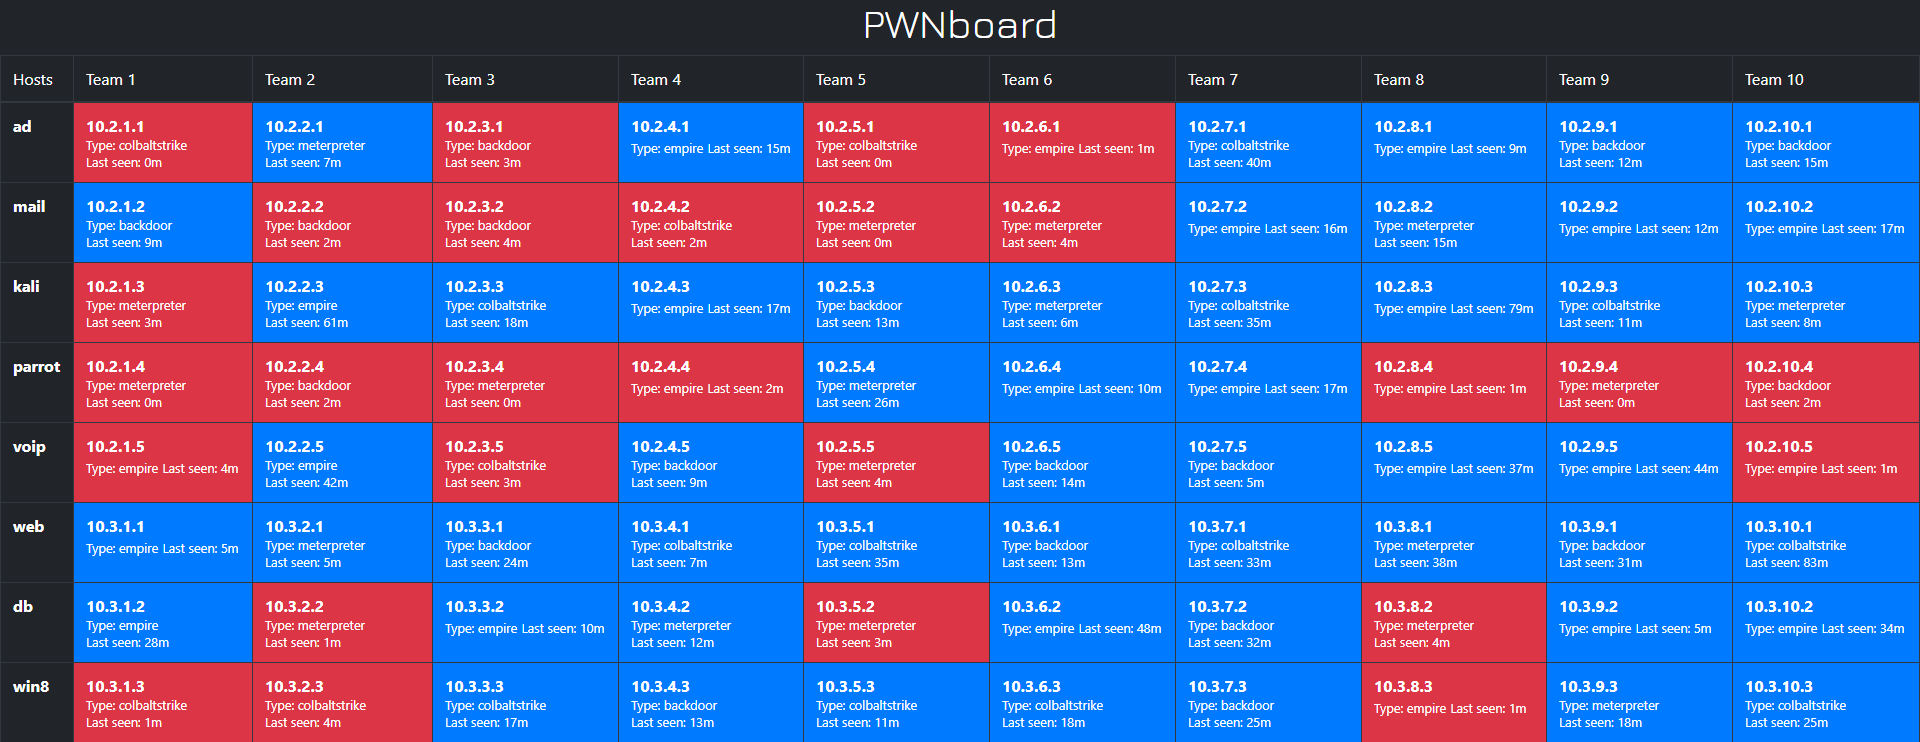 PWNboard
Hosts Team 1 Team 2 Team 3 Team 4 Team 5 Team 6 Team 7 Team 8 Team 9 Team 10
ad
10.2.1.1
Type: colbaltstrike
Last seen: 0m
10.2.2.1
Type: meterpreter
Last seen: 7m
10.2.3.1
Type: backdoor
Last seen: 3m
10.2.4.1
Type: empire Last seen: 15m
10.2.5.1
Type: colbaltstrike
Last seen: 0m
10.2.6.1
Type: empire Last seen: 1m
10.2.7.1
Type: colbaltstrike
Last seen: 40m
10.2.8.1
Type: empire Last seen: 9m
10.2.9.1
Type: backdoor
Last seen: 12m
10.2.10.1
Type: backdoor
Last seen: 15m
mail
10.2.1.2
Type: backdoor
Last seen: 9m
10.2.2.2
Type: backdoor
Last seen: 2m
10.2.3.2
Type: backdoor
Last seen: 4m
10.2.4.2
Type: colbaltstrike
Last seen: 2m
10.2.5.2
Type: meterpreter
Last seen: 0m
10.2.6.2
Type: meterpreter
Last seen: 4m
10.2.7.2
Type: empire Last seen: 16m
10.2.8.2
Type: meterpreter
Last seen: 15m
10.2.9.2
Type: empire Last seen: 12m
10.2.10.2
Type: empire Last seen: 17m
kali
10.2.1.3
Type: meterpreter
Last seen: 3m
10.2.2.3
Type: empire
Last seen: 61m
10.2.3.3
Type: colbaltstrike
Last seen: 18m
10.2.4.3
Type: empire Last seen: 17m
10.2.5.3
Type: backdoor
Last seen: 13m
10.2.6.3
Type: meterpreter
Last seen: 6m
10.2.7.3
Type: colbaltstrike
Last seen: 35m
10.2.8.3
Type: empire Last seen: 79m
10.2.9.3
Type: colbaltstrike
Last seen: 11m
10.2.10.3
Type: meterpreter
Last seen: 8m
parrot
10.2.1.4
Type: meterpreter
Last seen: 0m
10.2.2.4
Type: backdoor
Last seen: 2m
10.2.3.4
Type: meterpreter
Last seen: 0m
10.2.4.4
Type: empire Last seen: 2m
10.2.5.4
Type: meterpreter
Last seen: 26m
10.2.6.4
Type: empire Last seen: 10m
10.2.7.4
Type: empire Last seen: 17m
10.2.8.4
Type: empire Last seen: 1m
10.2.9.4
Type: meterpreter
Last seen: 0m
10.2.10.4
Type: backdoor
Last seen: 2m
voip
10.2.1.5
Type: empire Last seen: 4m
10.2.2.5
Type: empire
Last seen: 42m
10.2.3.5
Type: colbaltstrike
Last seen: 3m
10.2.4.5
Type: backdoor
Last seen: 9m
10.2.5.5
Type: meterpreter
Last seen: 4m
10.2.6.5
Type: backdoor
Last seen: 14m
10.2.7.5
Type: backdoor
Last seen: 5m
10.2.8.5
Type: empire Last seen: 37m
10.2.9.5
Type: empire Last seen: 44m
10.2.10.5
Type: empire Last seen: 1m
web
10.3.1.1
Type: empire Last seen: 5m
10.3.2.1
Type: meterpreter
Last seen: 5m
10.3.3.1
Type: backdoor
Last seen: 24m
10.3.4.1
Type: colbaltstrike
Last seen: 7m
10.3.5.1
Type: colbaltstrike
Last seen: 35m
10.3.6.1
Type: backdoor
Last seen: 13m
10.3.7.1
Type: colbaltstrike
Last seen: 33m
10.3.8.1
Type: meterpreter
Last seen: 38m
10.3.9.1
Type: backdoor
Last seen: 31m
10.3.10.1
Type: colbaltstrike
Last seen: 83m
db
10.3.1.2
Type: empire
Last seen: 28m
10.3.2.2
Type: meterpreter
Last seen: 1m
10.3.3.2
Type: empire Last seen: 10m
10.3.4.2
Type: meterpreter
Last seen: 12m
10.3.5.2
Type: meterpreter
Last seen: 3m
10.3.6.2
Type: empire Last seen: 48m
10.3.7.2
Type: backdoor
Last seen: 32m
10.3.8.2
Type: meterpreter
Last seen: 4m
10.3.9.2
Type: empire Last seen: 5m
10.3.10.2
Type: empire Last seen: 34m
win8
10.3.1.3
Type: colbaltstrike
Last seen: 1m
10.3.2.3
Type: colbaltstrike
Last seen: 4m
10.3.3.3
Type: colbaltstrike
Last seen: 17m
10.3.4.3
Type: backdoor
Last seen: 13m
10.3.5.3
Type: colbaltstrike
Last seen: 11m
10.3.6.3
Type: colbaltstrike
Last seen: 18m
10.3.7.3
Type: backdoor
Last seen: 25m
10.3.8.3
Type: empire Last seen: 1m
10.3.9.3
Type: meterpreter
Last seen: 18m
10.3.10.3
Type: colbaltstrike
Last seen: 25m